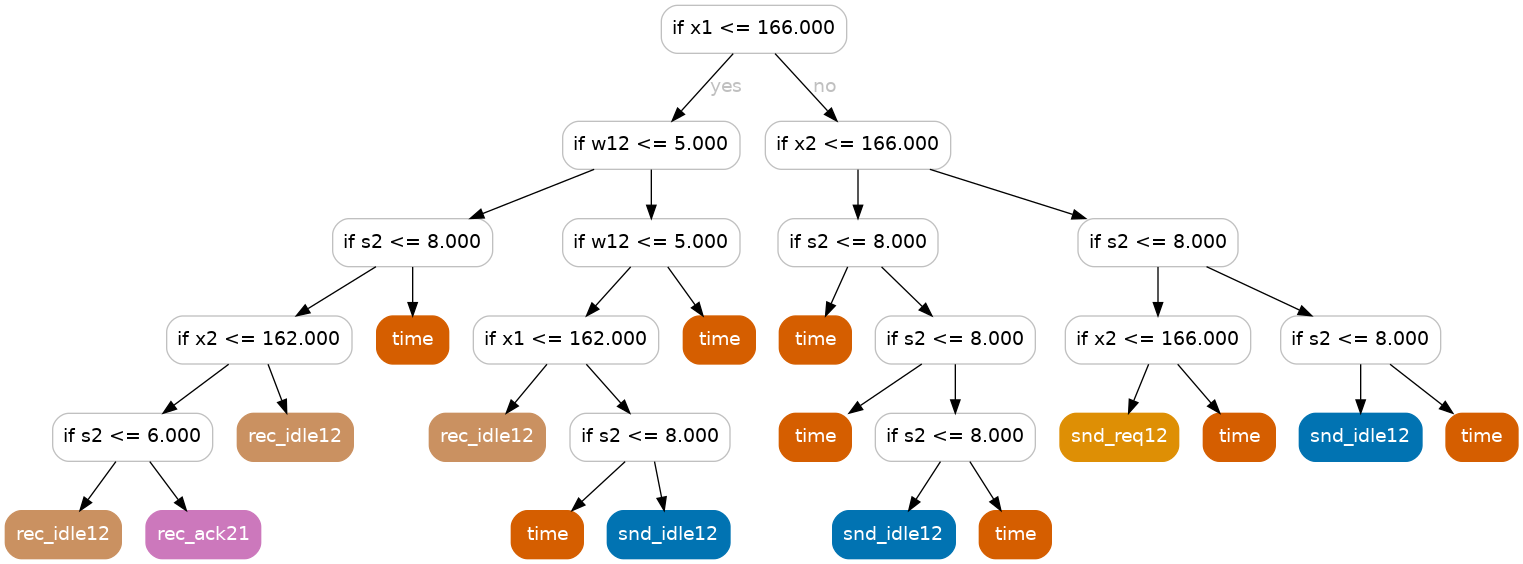 if x1 <= 166.000
yes
no
if w12 <= 5.000
if x2 <= 166.000
if s2 <= 8.000
if w12 <= 5.000
if s2 <= 8.000
if s2 <= 8.000
if x2 <= 162.000
time
if x1 <= 162.000
time
time
if s2 <= 8.000
if x2 <= 166.000
if s2 <= 8.000
if s2 <= 6.000
rec_idle12
rec_idle12
if s2 <= 8.000
time
if s2 <= 8.000
snd_req12
time
snd_idle12
time
rec_idle12
rec_ack21
time
snd_idle12
snd_idle12
time